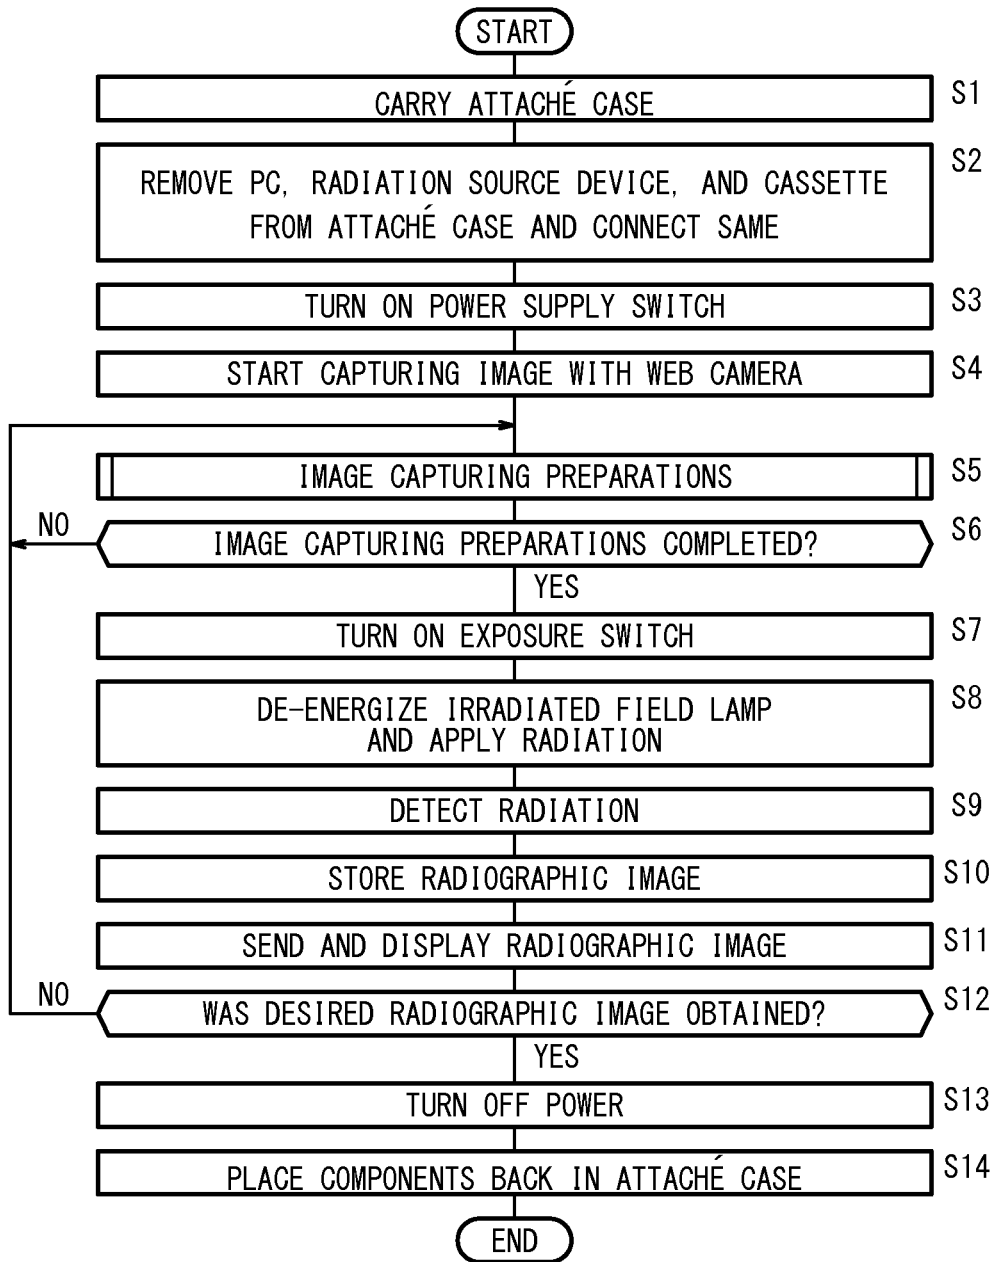 START
CARRY ATTACHÉ CASE S1
REMOVE PC, RADIATION SOURCE DEVICE, AND CASSETTE S2
FROM ATTACHÉ CASE AND CONNECT SAME
TURN ON POWER SUPPLY SWITCH S3
START CAPTURING IMAGE WITH WEB CAMERA S4
IMAGE CAPTURING PREPARATIONS S5
NO IMAGE CAPTURING PREPARATIONS COMPLETED? S6
YES
TURN ON EXPOSURE SWITCH S7
DE-ENERGIZE IRRADIATED FIELD LAMP S8
AND APPLY RADIATION
DETECT RADIATION S9
STORE RADIOGRAPHIC IMAGE S10
SEND AND DISPLAY RADIOGRAPHIC IMAGE S11
NO WAS DESIRED RADIOGRAPHIC IMAGE OBTAINED? S12
YES
TURN OFF POWER S13
PLACE COMPONENTS BACK IN ATTACHÉ CASE S14
END